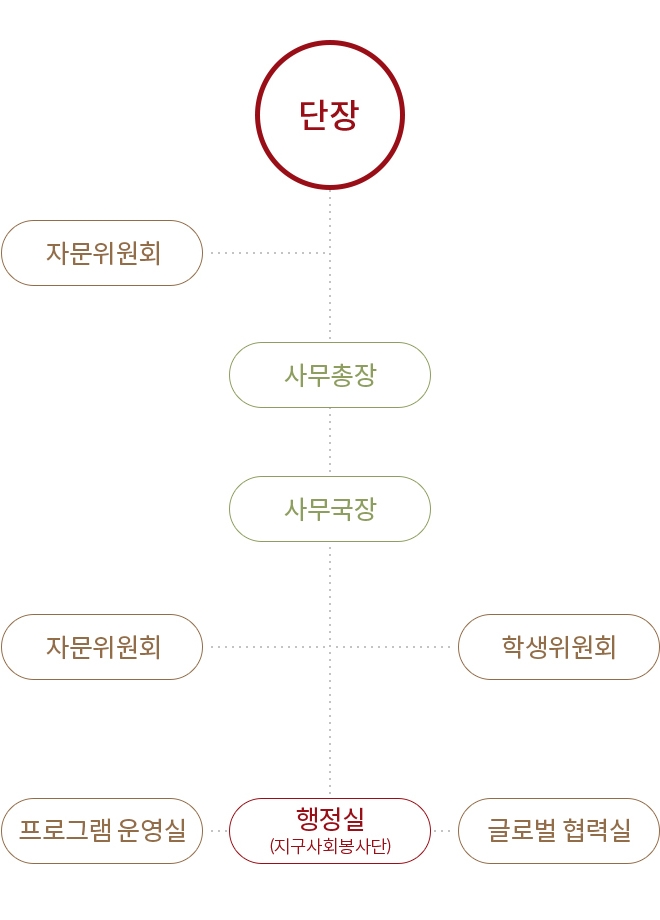 단장
자문위원회
사무총장
사무국장
자문위원회
학생위원회
프로그램 운영실
행정실
(지구사회봉사단)
글로벌 협력실